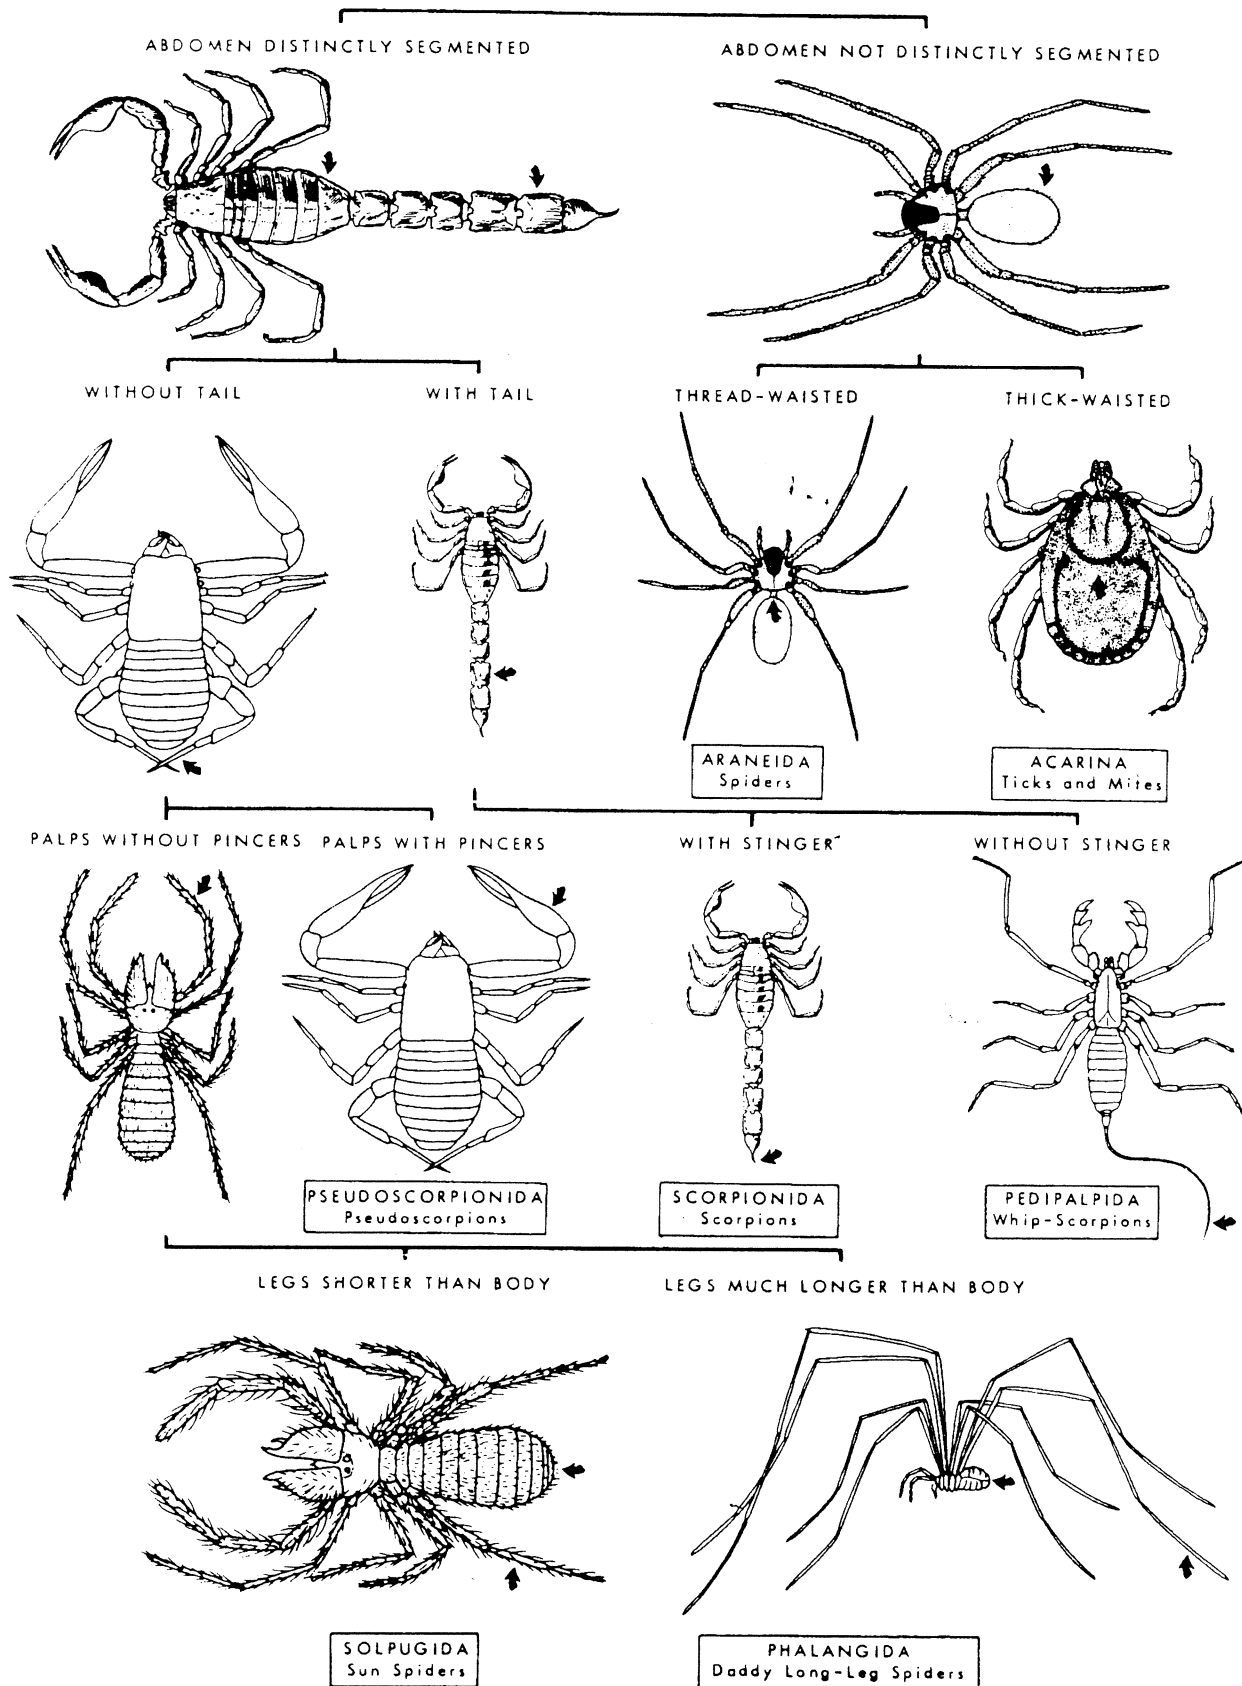 ABDOMEN DISTINCTLY SEGMENTED
ABDOMEN NOT DISTINCTLY SEGMENTED
WITHOUT TAIL
WITH TAIL
THREAD-WAISTED
THICK-WAISTED
ARANEIDA
Spiders
ACARINA
Ticks and Mites
PALPS WITHOUT PINCERS
PALPS WITH PINCERS
WITH STINGER
WITHOUT STINGER
PSEUDOSCORPIONIDA
Pseudoscorpions
SCORPIONIDA
Scorpions
PEDIPALPIDA
Whip-Scorpions
LEGS SHORTER THAN BODY
LEGS MUCH LONGER THAN BODY
SOLPUGIDA
Sun Spiders
PHALANGIDA
Daddy Long-Leg Spiders